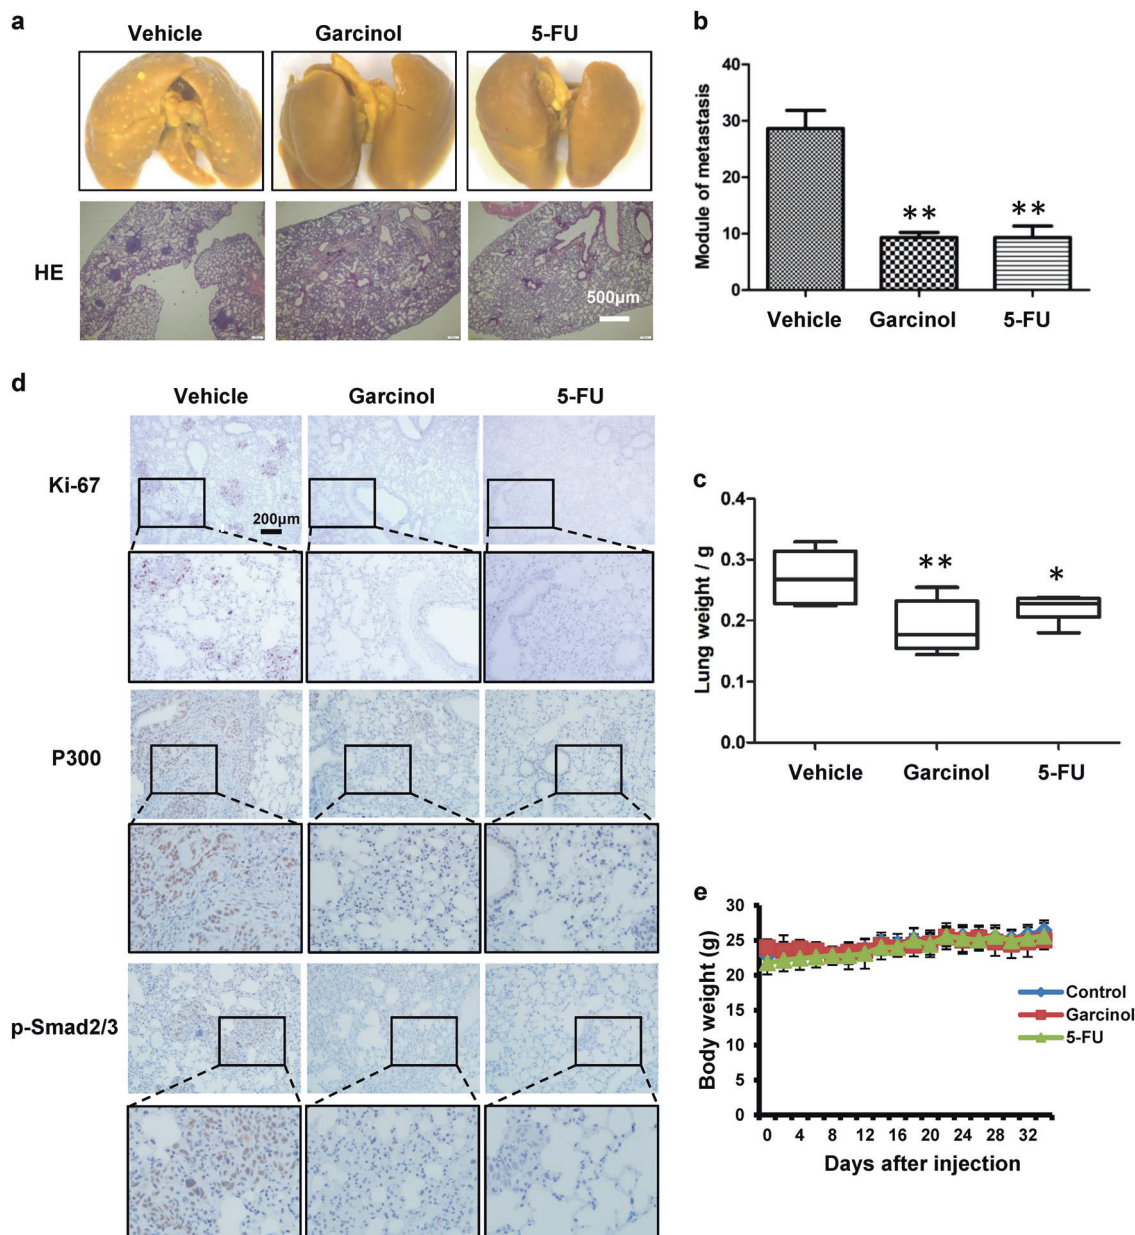 a
Vehicle
Garcinol
5-FU
HE
500µm
b
40
30
20
10
0
Module of metastasis
**
**
Vehicle
Garcinol
5-FU
d
Vehicle
Garcinol
5-FU
Ki-67
200µm
P300
p-Smad2/3
c
0.4
0.3
0.2
0.1
0.0
Lung weight / g
**
*
Vehicle
Garcinol
5-FU
e
30
25
20
15
10
5
0
Body weight (g)
Control
Garcinol
5-FU
0 4 8 12 16 20 24 28 32
Days after injection